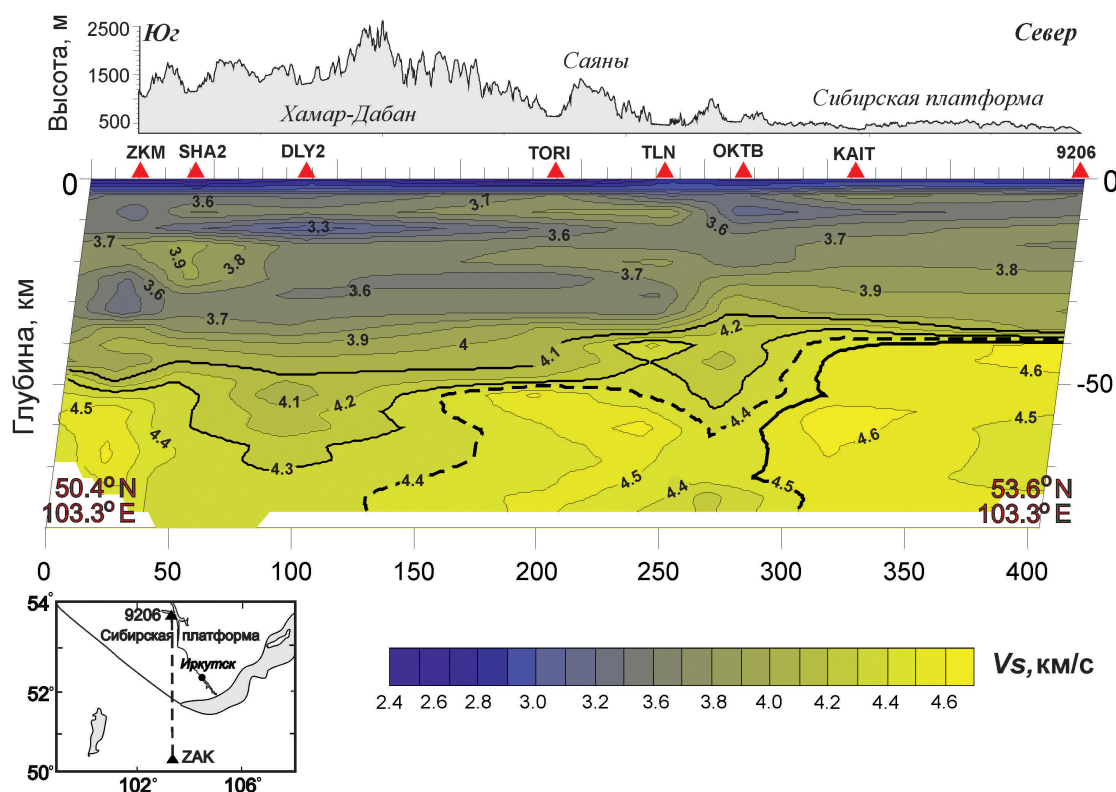 Высота, м
2500
1500
500
Юг
Север
Саяны
Хамар-Дабан
Сибирская платформа
ZKM SHA2 DLY2 TORI TLN OKTB KAIT 9206
0 0
3.6 3.7
3.3 3.6
3.7 3.6 3.7
3.9 3.8 3.7 3.8
3.6 3.6 3.9
3.7 4.2
3.9 4 4.1
4.6
-50
4.5 4.1 4.2 4.4 4.5
4.4 4.6
4.3 4.4 4.5 4.4 4.5
Глубина, км
50.4° N
103.3° E
53.6° N
103.3° E
0 50 100 150 200 250 300 350 400
54°
52°
50°
102° 106°
9206
Сибирская платформа
Иркутск
ZAK
2.4 2.6 2.8 3.0 3.2 3.4 3.6 3.8 4.0 4.2 4.4 4.6
Vs, км/с